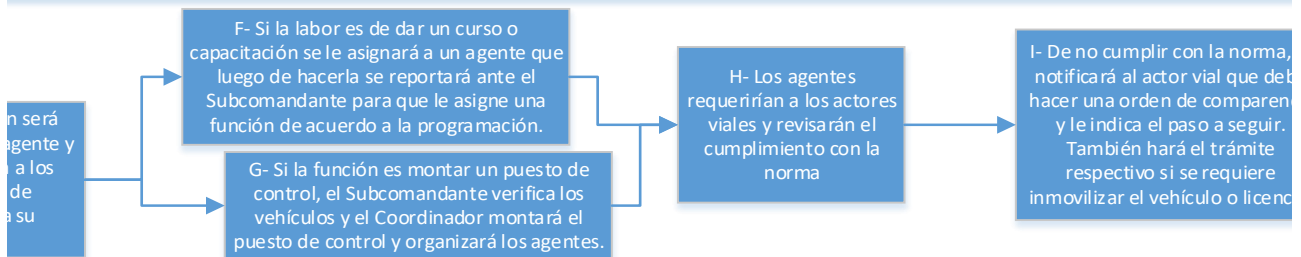 n será
agente y
a los
de
a su
F- Si la labor es de dar un curso o
capacitación se le asignará a un agente que
luego de hacerla se reportará ante el
Subcomandante para que le asigne una
función de acuerdo a la programación.
G- Si la función es montar un puesto de
control, el Subcomandante verifica los
vehículos y el Coordinador montará el
puesto de control y organizará los agentes.
H- Los agentes
requerirían a los actores
viales y revisarán el
cumplimiento con la
norma
I- De no cumplir con la norma,
notificará al actor vial que deb
hacer una orden de comparen
y le indica el paso a seguir.
También hará el trámite
respectivo si se requiere
inmovilizar el vehículo o licenc